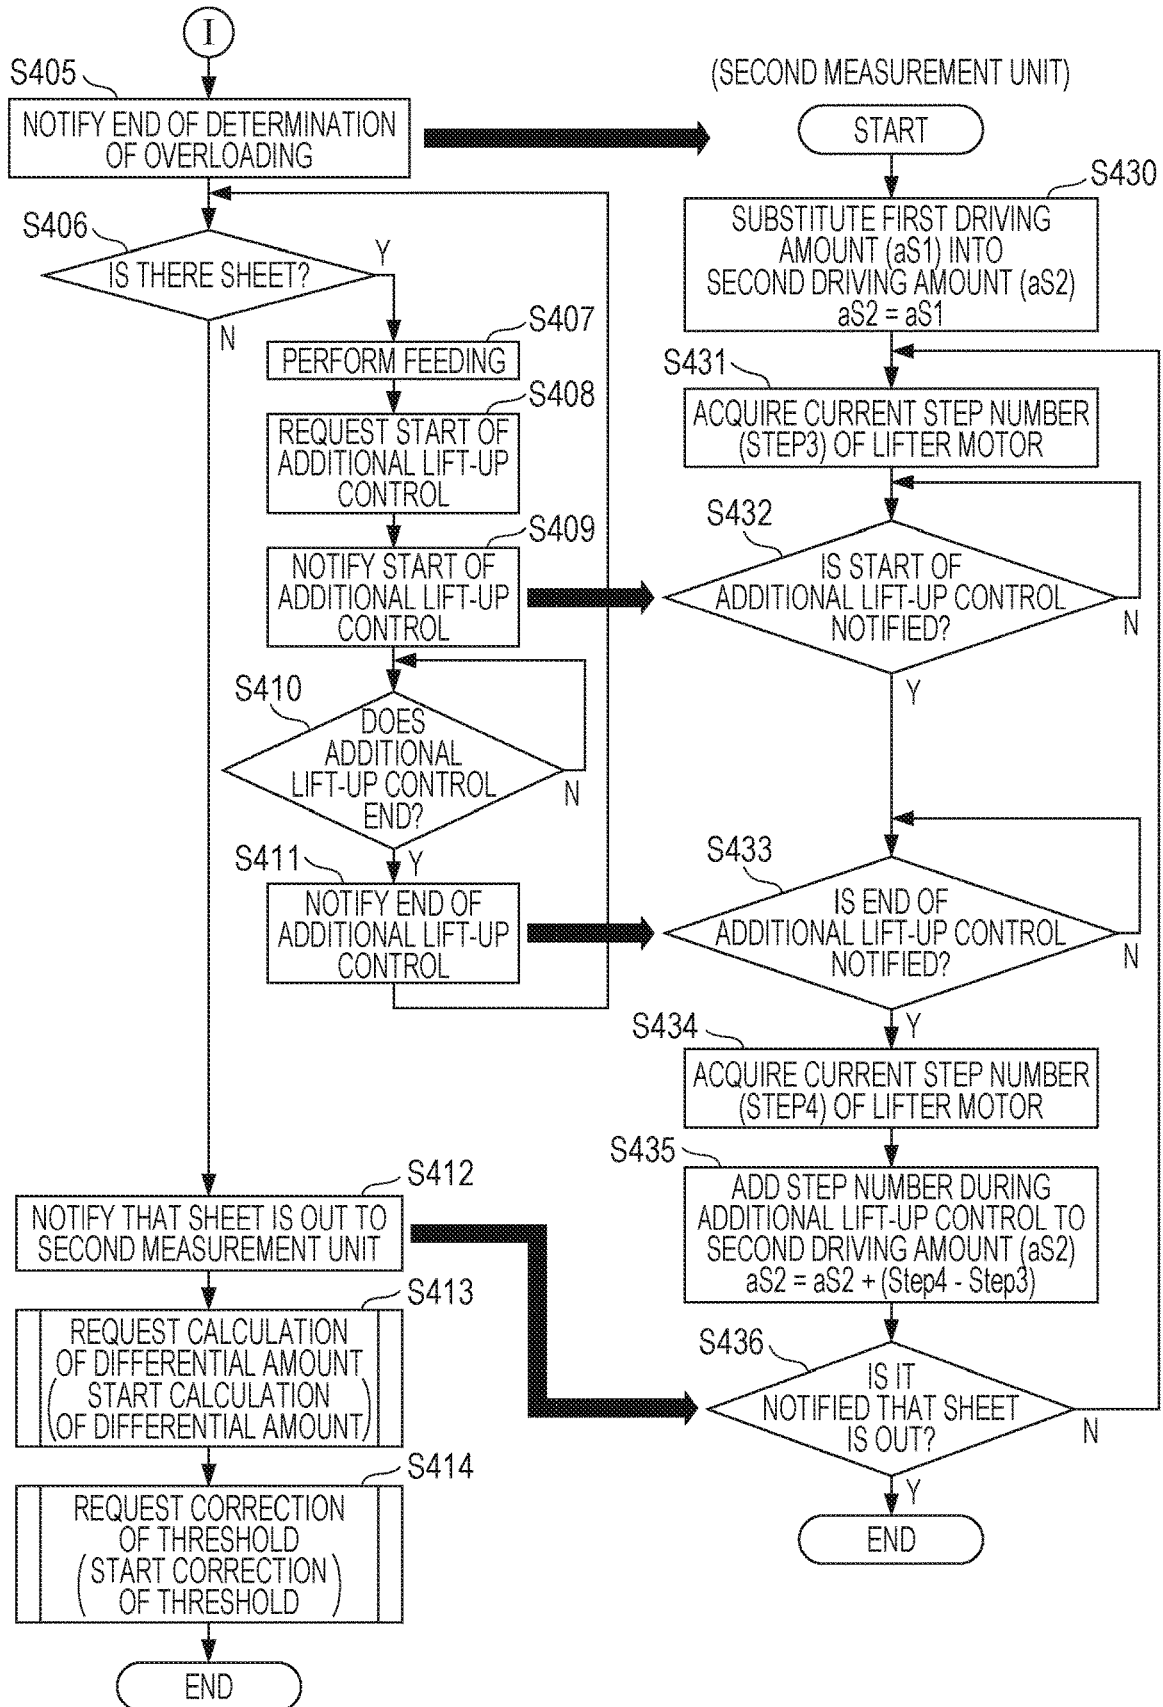 I
S405
NOTIFY END OF DETERMINATION
OF OVERLOADING
S406
IS THERE SHEET?
Y
N
S407
PERFORM FEEDING
S408
REQUEST START OF
ADDITIONAL LIFT-UP
CONTROL
S409
NOTIFY START OF
ADDITIONAL LIFT-UP
CONTROL
S410
DOES
ADDITIONAL
LIFT-UP CONTROL
END?
N
Y
S411
NOTIFY END OF
ADDITIONAL LIFT-UP
CONTROL
S412
NOTIFY THAT SHEET IS OUT TO
SECOND MEASUREMENT UNIT
S413
REQUEST CALCULATION
OF DIFFERENTIAL AMOUNT
(START CALCULATION
OF DIFFERENTIAL AMOUNT)
S414
REQUEST CORRECTION
OF THRESHOLD
(START CORRECTION
OF THRESHOLD)
END
(SECOND MEASUREMENT UNIT)
START
S430
SUBSTITUTE FIRST DRIVING
AMOUNT (aS1) INTO
SECOND DRIVING AMOUNT (aS2)
aS2 = aS1
S431
ACQUIRE CURRENT STEP NUMBER
(STEP3) OF LIFTER MOTOR
S432
IS START OF
ADDITIONAL LIFT-UP CONTROL
NOTIFIED?
N
Y
S433
IS END OF
ADDITIONAL LIFT-UP CONTROL
NOTIFIED?
N
Y
S434
ACQUIRE CURRENT STEP NUMBER
(STEP4) OF LIFTER MOTOR
S435
ADD STEP NUMBER DURING
ADDITIONAL LIFT-UP CONTROL TO
SECOND DRIVING AMOUNT (aS2)
aS2 = aS2 + (Step4 - Step3)
S436
IS IT
NOTIFIED THAT SHEET
IS OUT?
N
Y
END